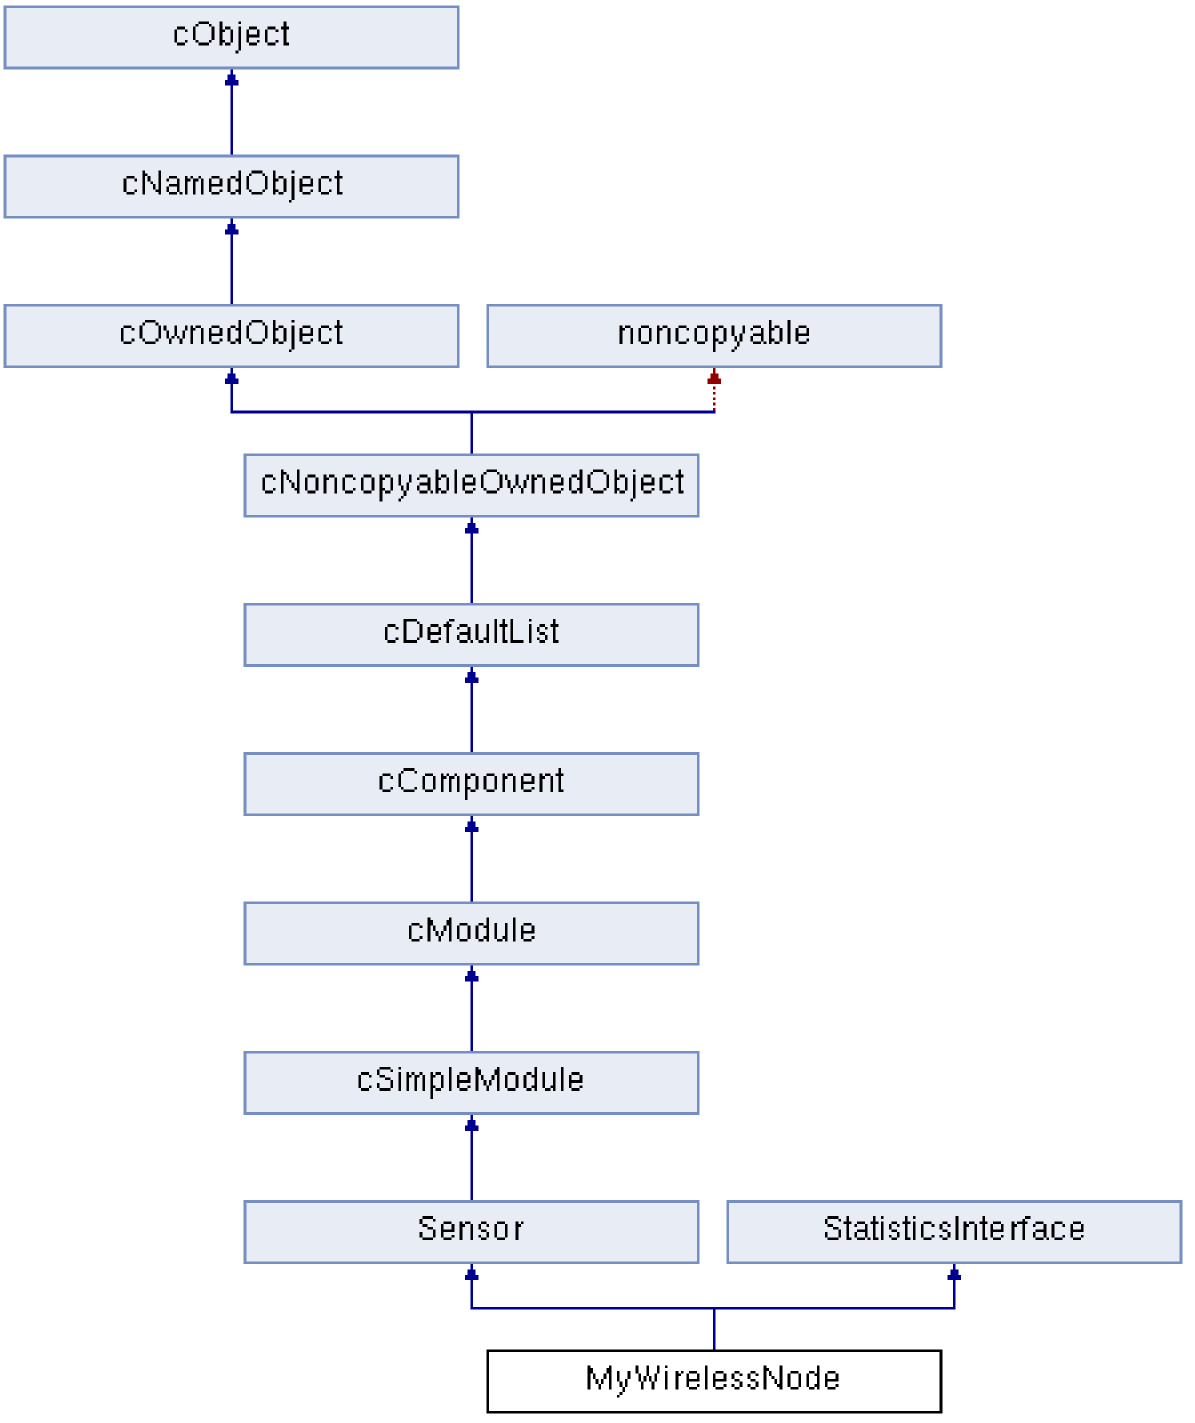 cObject
cNamedObject
cOwnedObject
noncopyable
cNoncopyableOwnedObject
cDefaultList
cComponent
cModule
cSimpleModule
Sensor
StatisticsInterface
MyWirelessNode